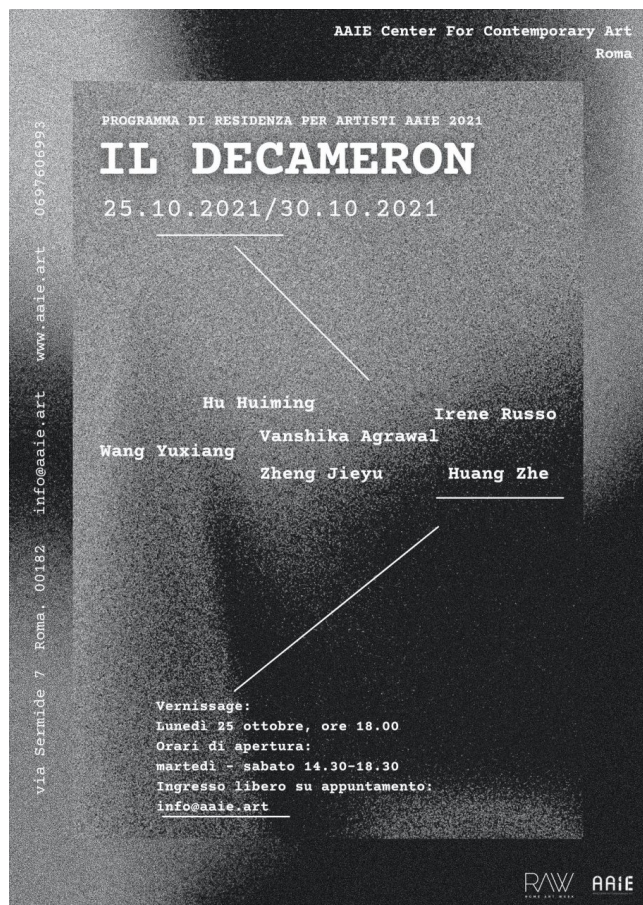 AAIE Center For Contemporary Art
Roma
PROGRAMMA DI RESIDENZA PER ARTISTI AAIE 2021
IL DECAMERON
25.10.2021/30.10.2021
Hu Huiming
Irene Russo
Vanshika Agrawal
Wang Yuxiang
Zheng Jieyu
Huang Zhe
Vernissage:
Lunedì 25 ottobre, ore 18.00
Orari di apertura:
martedì - sabato 14.30-18.30
Ingresso libero su appuntamento:
info@aaie.art
via Sermide 7 Roma. 00182 info@aaie.art www.aaie.art 0697606993
RAW
ROME ART WEEK
AAIE